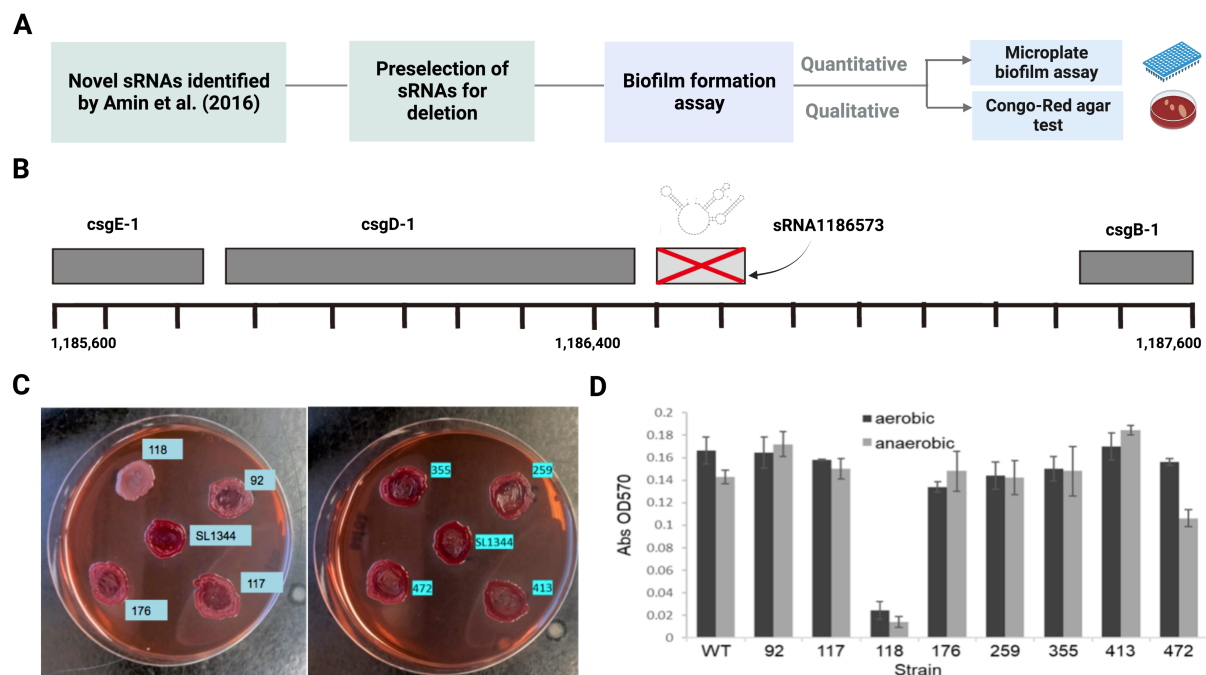 A
Novel sRNAs identified
by Amin et al. (2016)
Preselection of
sRNAs for
deletion
Biofilm formation
assay
Quantitative
Qualitative
Microplate
biofilm assay
Congo-Red agar
test
B
csgE-1
csgD-1
sRNA1186573
csgB-1
1,185,600
1,186,400
1,187,600
C
118
92
SL1344
176
117
355
259
SL1344
472
413
D
aerobic
anaerobic
Abs OD570
0.2
0.18
0.16
0.14
0.12
0.1
0.08
0.06
0.04
0.02
0
WT 92 117 118 176 259 355 413 472
Strain